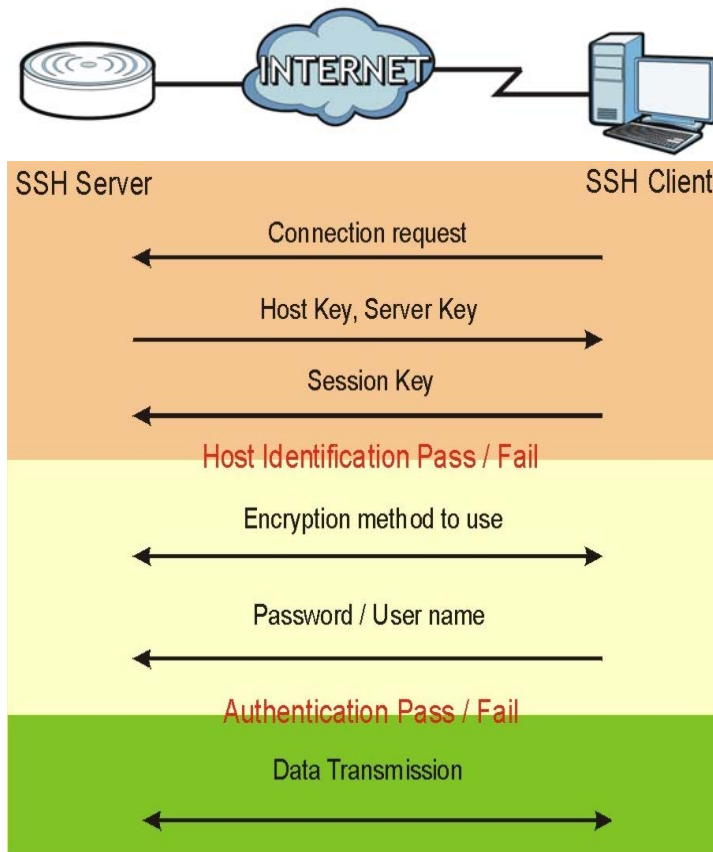 INTERNET
SSH Server
SSH Client
Connection request
Host Key, Server Key
Session Key
Host Identification Pass / Fail
Encryption method to use
Password / User name
Authentication Pass / Fail
Data Transmission